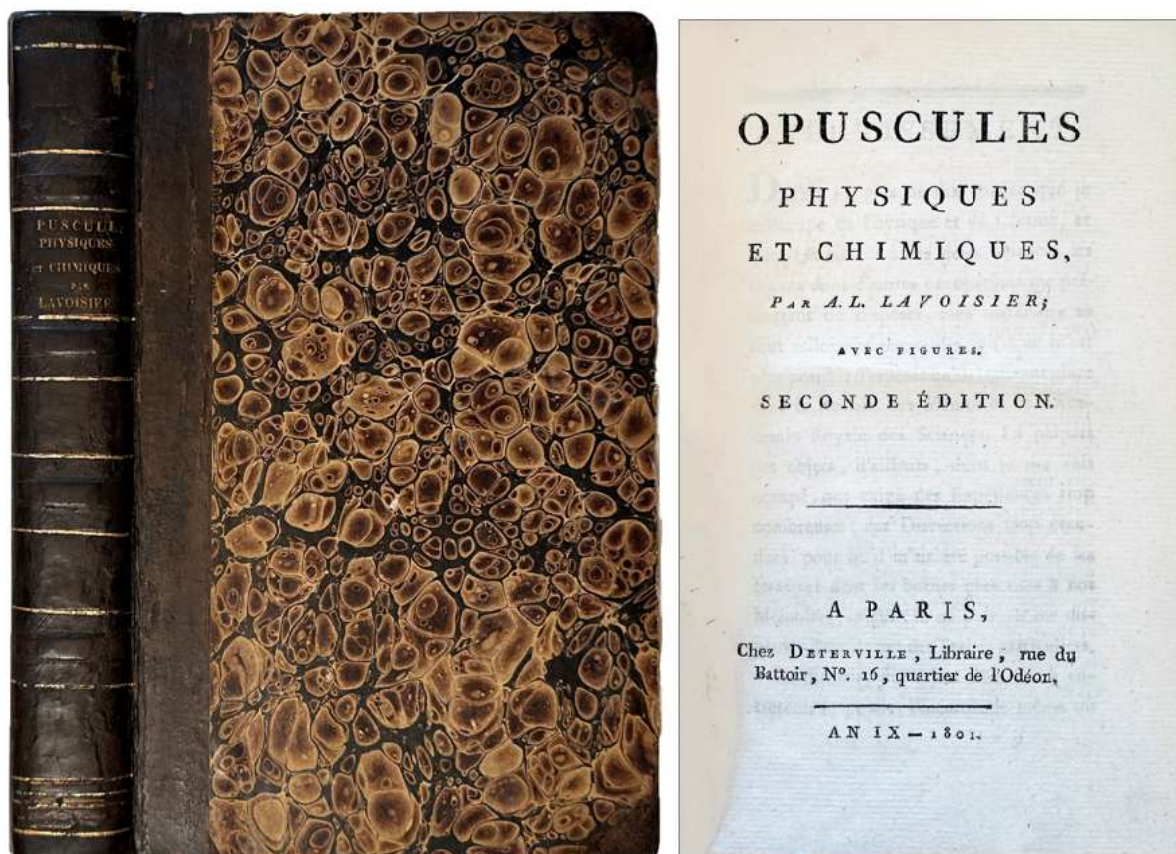 PUSCULE
PHYSIQUES
et CHIMIQUES
PAR
LAVOISIER
OPUSCULES
PHYSIQUES
ET CHIMIQUES,
PAR A. L. LAVOISIER;
AVEC FIGURES.
SECONDE ÉDITION.
A PARIS,
Chez DETERVILLE, Libraire, rue du
Battoir, Nº. 16, quartier de l'Odéon,
AN IX — 1801.